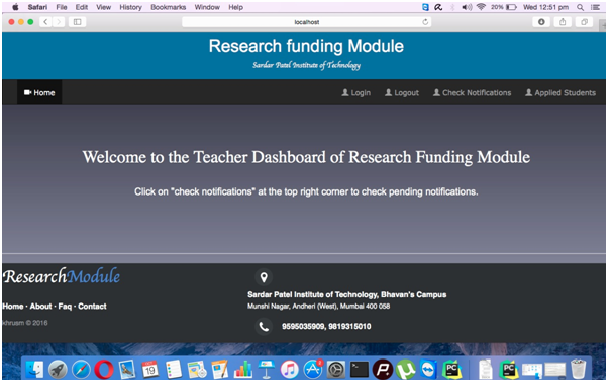 Safari File Edit View History Bookmarks Window Help 20% Wed 12:51 pm
localhost
Research funding Module
Sardar Patel Institute of Technology
Home Login Logout Check Notifications Applied Students
Welcome to the Teacher Dashboard of Research Funding Module
Click on "check notifications" at the top right corner to check pending notifications.
ResearchModule
Home · About · Faq · Contact
khrusm © 2016
Sardar Patel Institute of Technology, Bhavan's Campus
Munshi Nagar, Andheri (West), Mumbai 400 058
9595035909, 9819315010
19
PC
PC